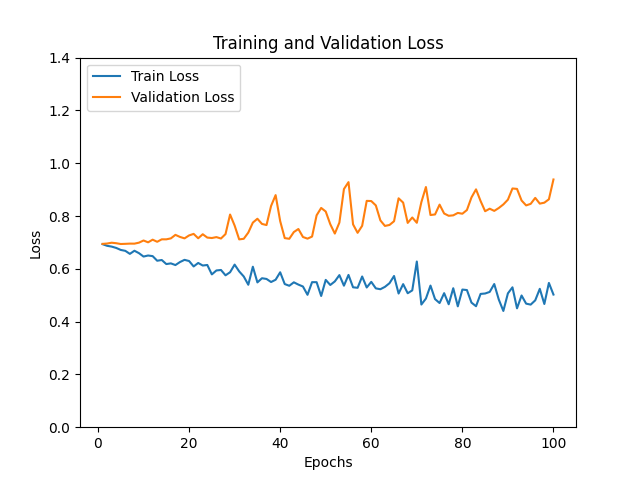 Training and Validation Loss
Train Loss
Validation Loss
1.4
1.2
1.0
0.8
0.6
0.4
0.2
0.0
Loss
0 20 40 60 80 100
Epochs